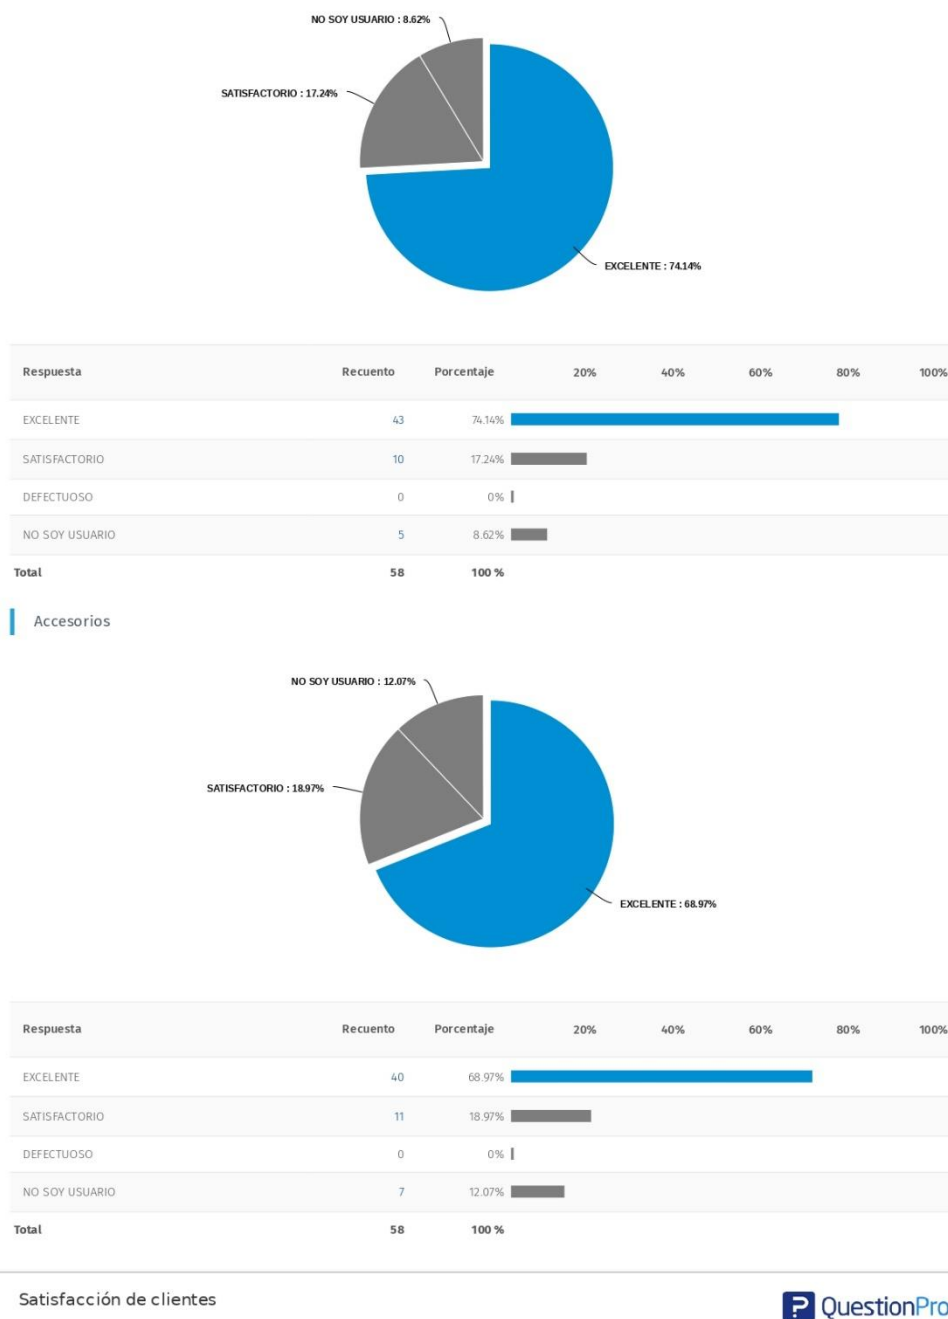 NO SOY USUARIO : 8.62%
SATISFACTORIO : 17.24%
EXCELENTE : 74.14%
Respuesta Recuento Porcentaje 20% 40% 60% 80% 100%
EXCELENTE 43 74.14%
SATISFACTORIO 10 17.24%
DEFECTUOSO 0 0%
NO SOY USUARIO 5 8.62%
Total 58 100 %
Accesorios
NO SOY USUARIO : 12.07%
SATISFACTORIO : 18.97%
EXCELENTE : 68.97%
Respuesta Recuento Porcentaje 20% 40% 60% 80% 100%
EXCELENTE 40 68.97%
SATISFACTORIO 11 18.97%
DEFECTUOSO 0 0%
NO SOY USUARIO 7 12.07%
Total 58 100 %
Satisfacción de clientes
QuestionPro